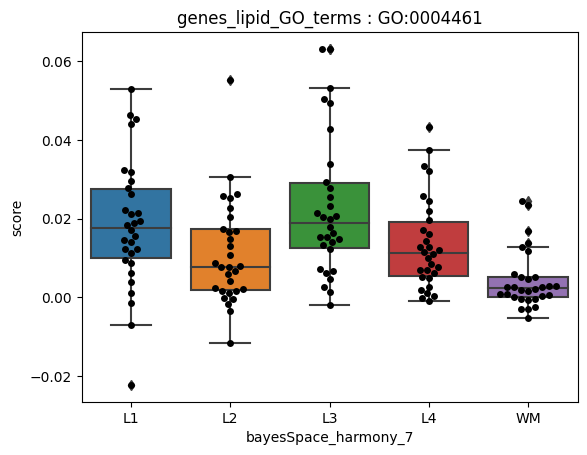 genes_lipid_GO_terms : GO:0004461
0.06
0.04
0.02
0.00
−0.02
score
L1 L2 L3 L4 WM
bayesSpace_harmony_7